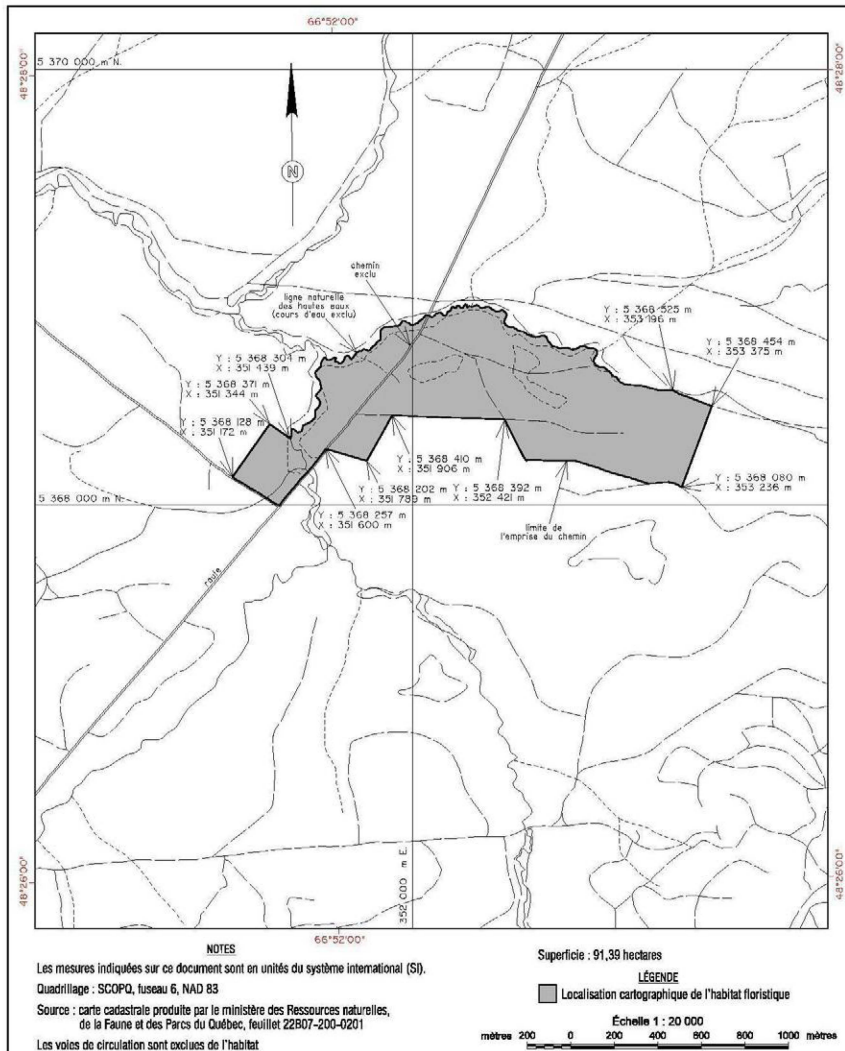 66°52'00"
48°28'00"
5 370 000 m N.
48°28'00"
N
chemin
exclu
ligne naturelle
des hautes eaux
(cours d'eau exclu)
Y : 5 368 525 m
X : 353 196 m
Y : 5 368 454 m
X : 353 375 m
Y : 5 368 304 m
X : 351 439 m
Y : 5 368 371 m
X : 351 344 m
Y : 5 368 128 m
X : 351 172 m
Y : 5 368 410 m
X : 351 906 m
Y : 5 368 392 m
X : 352 421 m
Y : 5 368 080 m
X : 353 236 m
5 368 000 m N.
Y : 5 368 202 m
X : 351 789 m
Y : 5 368 257 m
X : 351 600 m
limite de
l'emprise du chemin
route
352 000 m E.
48°26'00"
48°26'00"
66°52'00"
NOTES
Les mesures indiquées sur ce document sont en unités du système international (SI).
Quadrillage : SCOPQ, fuseau 6, NAD 83
Source : carte cadastrale produite par le ministère des Ressources naturelles,
de la Faune et des Parcs du Québec, feuillet 22B07-200-0201
Les voies de circulation sont exclues de l'habitat
Superficie : 91,39 hectares
LÉGENDE
Localisation cartographique de l'habitat floristique
Échelle 1 : 20 000
mètres 200 0 200 400 600 800 1000 mètres